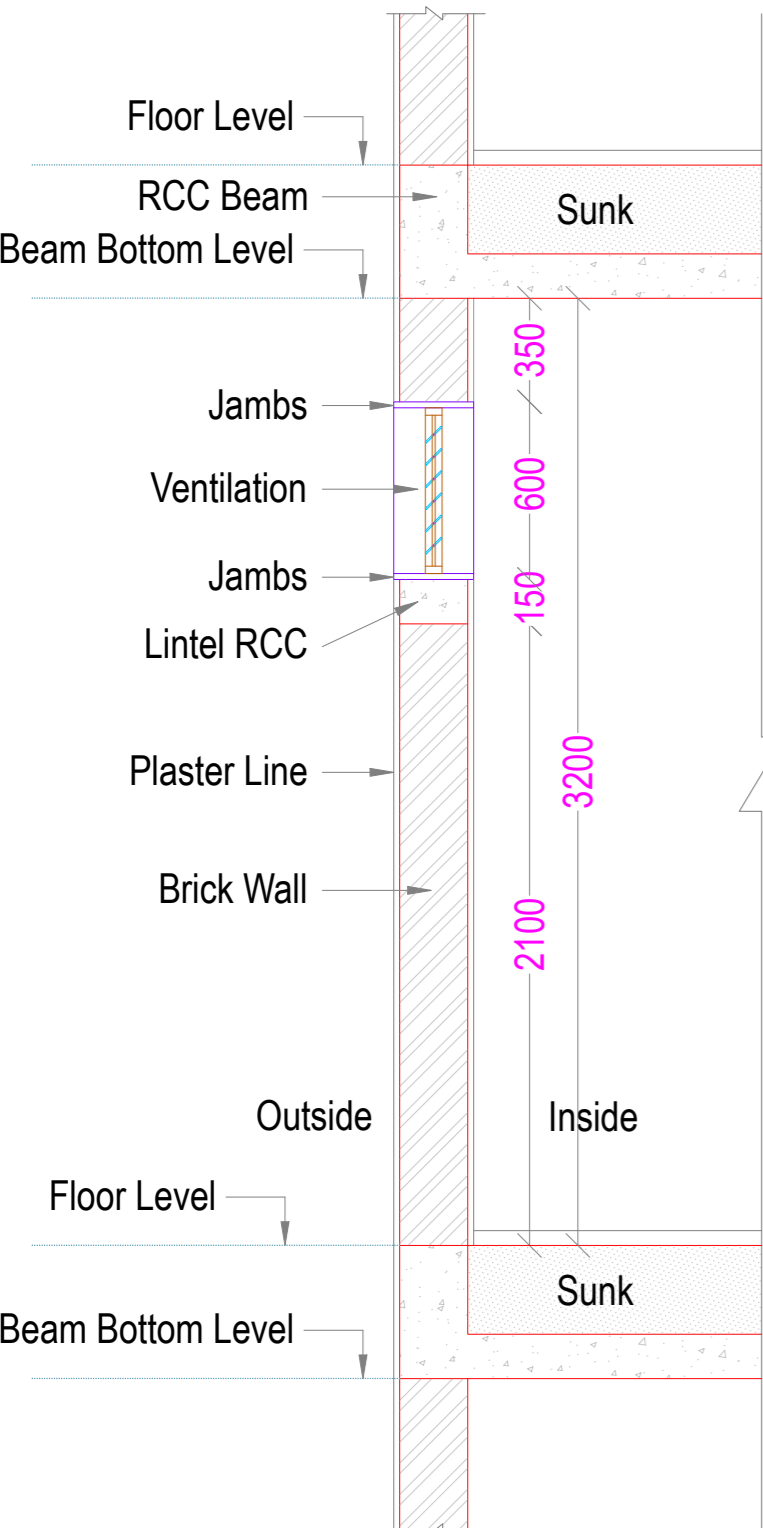 Floor Level
RCC Beam
Sunk
Beam Bottom Level
350
Jambs
Ventilation
600
Jambs
150
Lintel RCC
Plaster Line
3200
Brick Wall
2100
Outside
Inside
Floor Level
Sunk
Beam Bottom Level